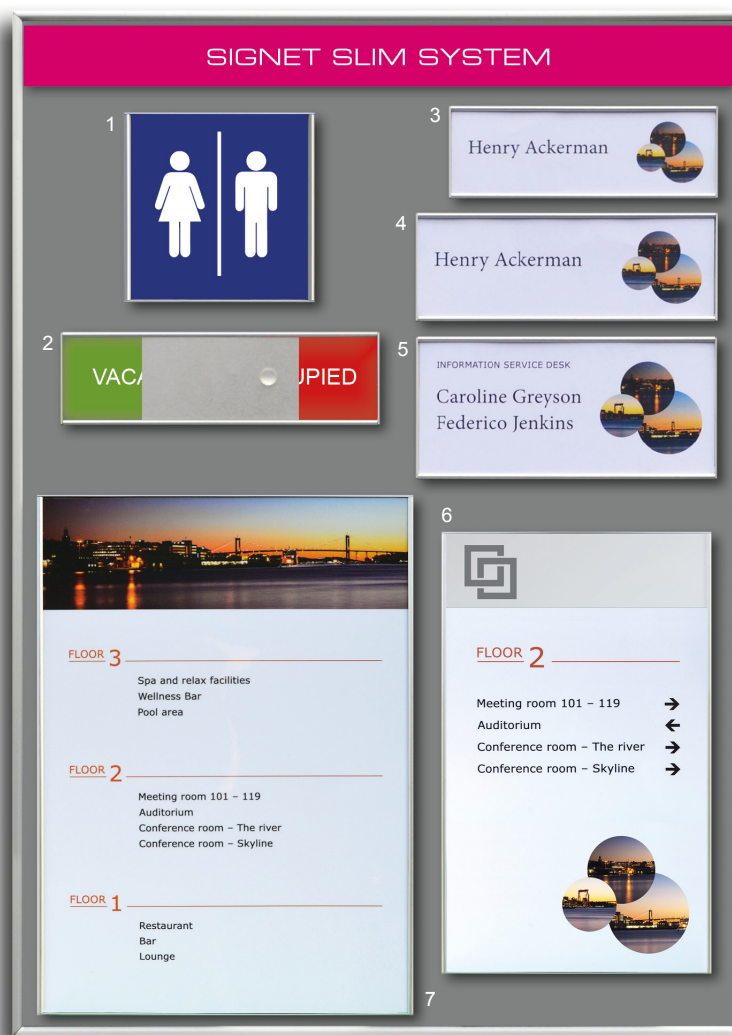 SIGNET SLIM SYSTEM
1
2
VACA
UPIED
3
Henry Ackerman
4
Henry Ackerman
5
INFORMATION SERVICE DESK
Caroline Greyson
Federico Jenkins
FLOOR 3
Spa and relax facilities
Wellness Bar
Pool area
FLOOR 2
Meeting room 101 – 119
Auditorium
Conference room – The river
Conference room – Skyline
FLOOR 1
Restaurant
Bar
Lounge
6
FLOOR 2
Meeting room 101 – 119 →
Auditorium ←
Conference room – The river →
Conference room – Skyline →
7